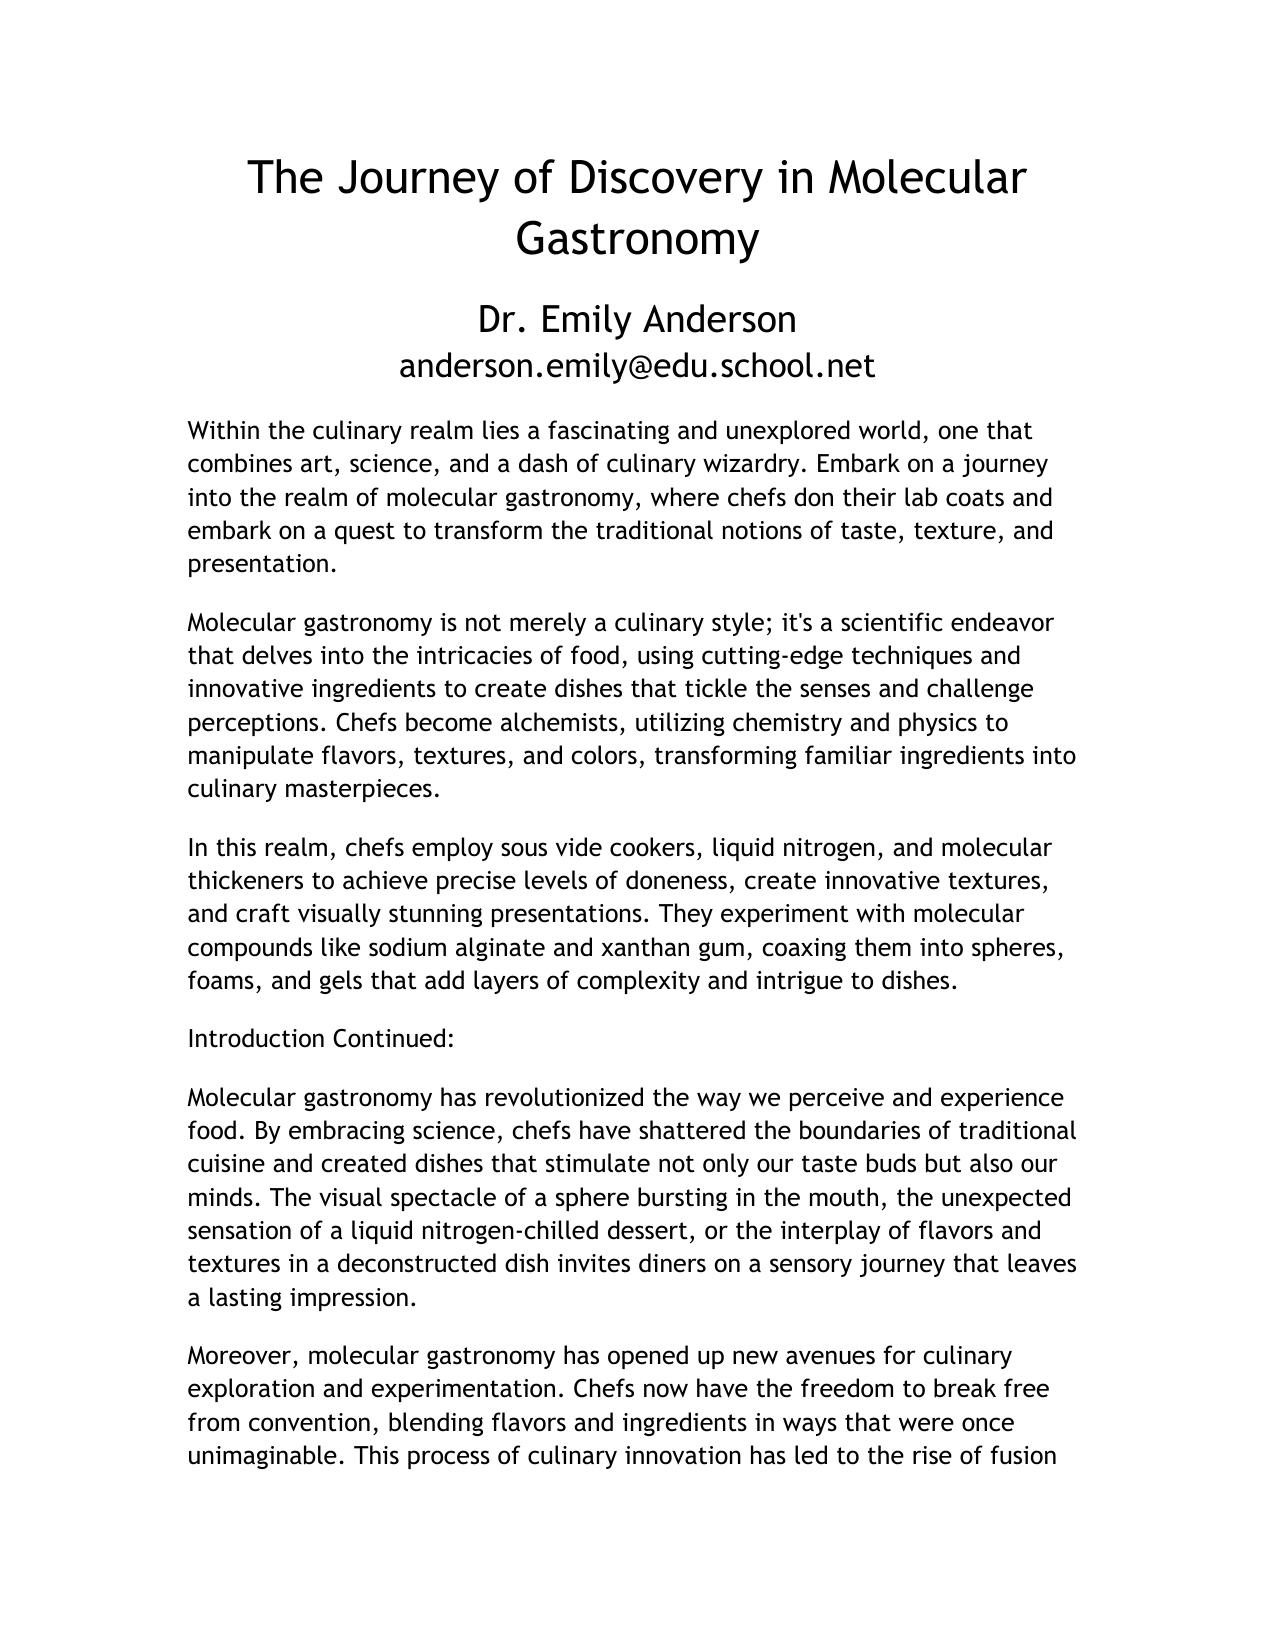 The Journey of Discovery in Molecular
Gastronomy
Dr. Emily Anderson
anderson.emily@edu.school.net
Within the culinary realm lies a fascinating and unexplored world, one that
combines art, science, and a dash of culinary wizardry. Embark on a journey
into the realm of molecular gastronomy, where chefs don their lab coats and
embark on a quest to transform the traditional notions of taste, texture, and
presentation.
Molecular gastronomy is not merely a culinary style; it's a scientific endeavor
that delves into the intricacies of food, using cutting-edge techniques and
innovative ingredients to create dishes that tickle the senses and challenge
perceptions. Chefs become alchemists, utilizing chemistry and physics to
manipulate flavors, textures, and colors, transforming familiar ingredients into
culinary masterpieces.
In this realm, chefs employ sous vide cookers, liquid nitrogen, and molecular
thickeners to achieve precise levels of doneness, create innovative textures,
and craft visually stunning presentations. They experiment with molecular
compounds like sodium alginate and xanthan gum, coaxing them into spheres,
foams, and gels that add layers of complexity and intrigue to dishes.
Introduction Continued:
Molecular gastronomy has revolutionized the way we perceive and experience
food. By embracing science, chefs have shattered the boundaries of traditional
cuisine and created dishes that stimulate not only our taste buds but also our
minds. The visual spectacle of a sphere bursting in the mouth, the unexpected
sensation of a liquid nitrogen-chilled dessert, or the interplay of flavors and
textures in a deconstructed dish invites diners on a sensory journey that leaves
a lasting impression.
Moreover, molecular gastronomy has opened up new avenues for culinary
exploration and experimentation. Chefs now have the freedom to break free
from convention, blending flavors and ingredients in ways that were once
unimaginable. This process of culinary innovation has led to the rise of fusion